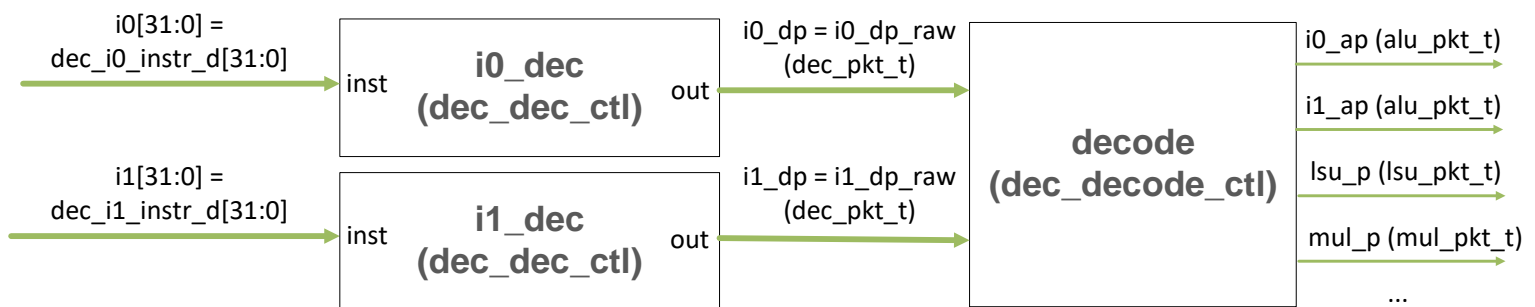 i0[31:0] =
dec_i0_instr_d[31:0]
inst
i0_dec
(dec_dec_ctl)
out
i0_dp = i0_dp_raw
(dec_pkt_t)
i1[31:0] =
dec_i1_instr_d[31:0]
inst
i1_dec
(dec_dec_ctl)
out
i1_dp = i1_dp_raw
(dec_pkt_t)
decode
(dec_decode_ctl)
i0_ap (alu_pkt_t)
i1_ap (alu_pkt_t)
lsu_p (lsu_pkt_t)
mul_p (mul_pkt_t)
...